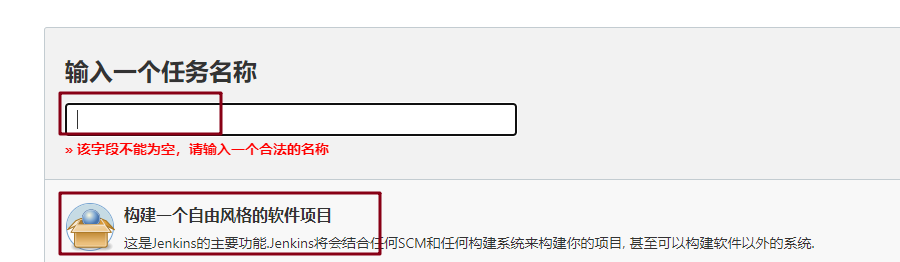 输入一个任务名称
» 该字段不能为空，请输入一个合法的名称
构建一个自由风格的软件项目
这是Jenkins的主要功能.Jenkins将会结合任何SCM和任何构建系统来构建你的项目, 甚至可以构建软件以外的系统.